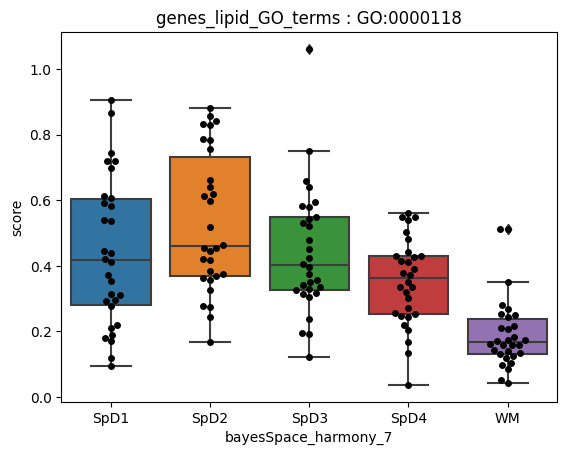 genes_lipid_GO_terms : GO:0000118
score
1.0
0.8
0.6
0.4
0.2
0.0
SpD1 SpD2 SpD3 SpD4 WM
bayesSpace_harmony_7